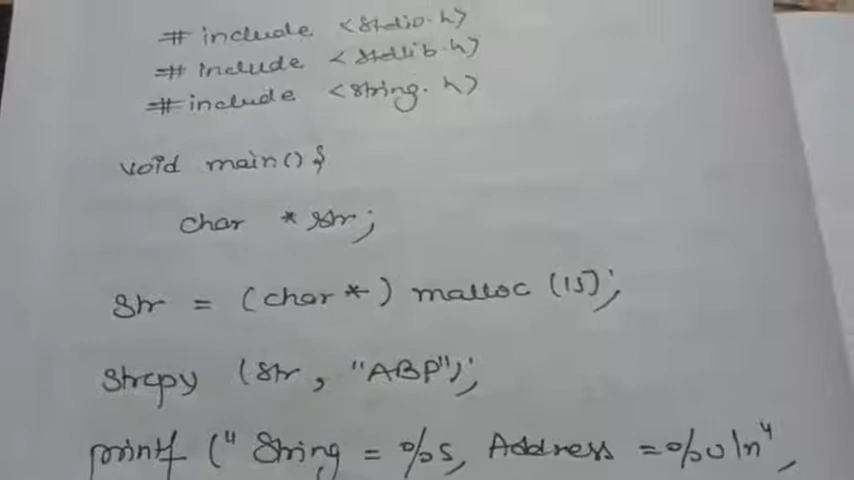 # include <stdio.h>
# include <stdlib.h>
# include <string.h>
void main() {
char * str;
str = (char *) malloc (15);
strcpy (str, "ABP");
printf (" String = %s, Address = %u\n",